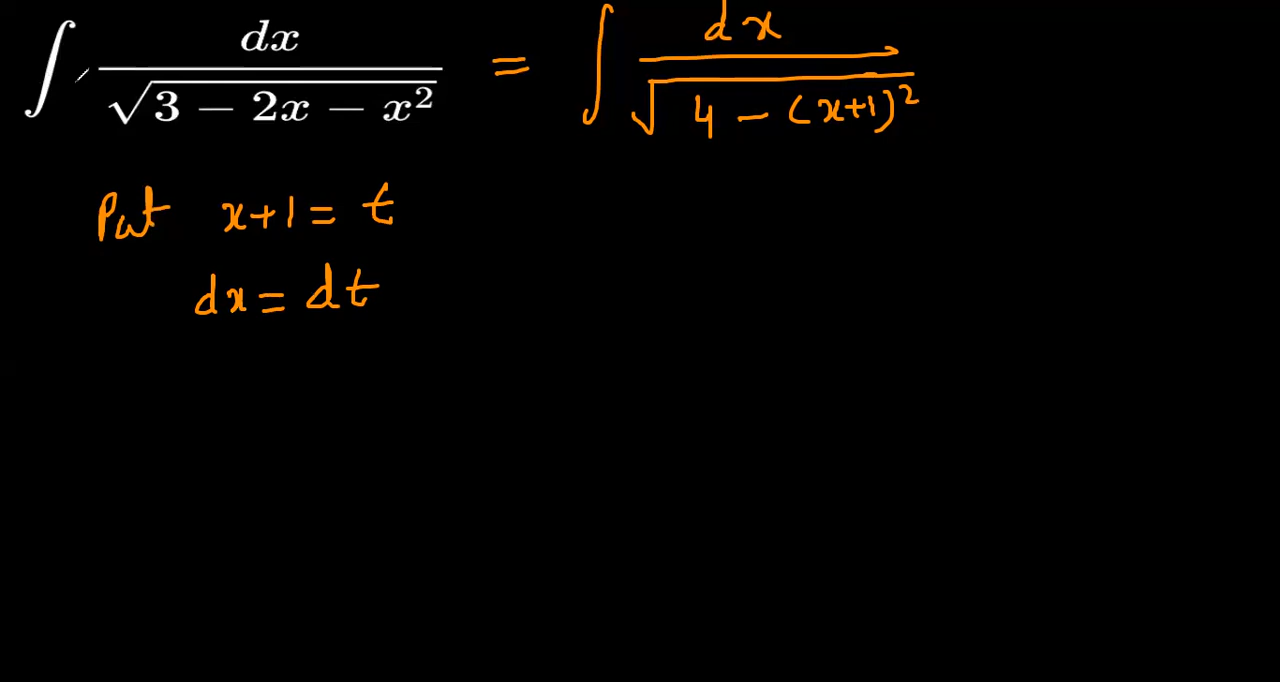 ∫ dx / √(3 − 2x − x²) = ∫ dx / √(4 − (x+1)²)
Put x+1 = t
dx = dt